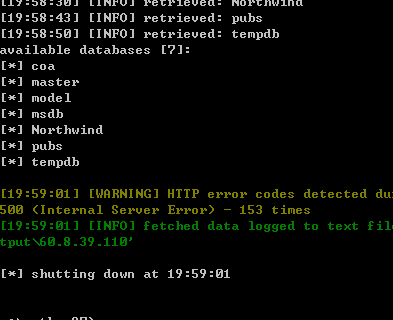 [19:58:30] [INFO] retrieved: Northwind
[19:58:43] [INFO] retrieved: pubs
[19:58:50] [INFO] retrieved: tempdb
available databases [7]:
[*] coa
[*] master
[*] model
[*] msdb
[*] Northwind
[*] pubs
[*] tempdb
[19:59:01] [WARNING] HTTP error codes detected du
500 (Internal Server Error) - 153 times
[19:59:01] [INFO] fetched data logged to text fil
tput\60.8.39.110'
[*] shutting down at 19:59:01